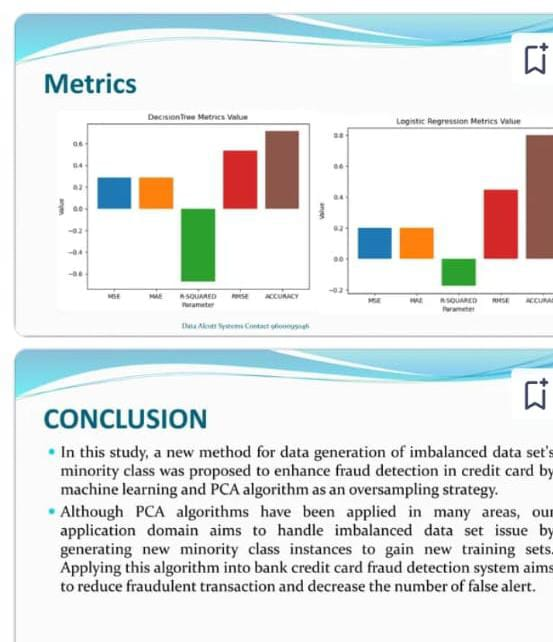 Metrics
DecisionTree Metrics Value
0.6
0.4
0.2
0.0
−0.2
−0.4
−0.6
Value
MSE MAE R-SQUARED RMSE ACCURACY
Parameter
Logistic Regression Metrics Value
0.8
0.6
0.4
0.2
0.0
−0.2
Value
MSE MAE R-SQUARED RMSE ACCURAC
Parameter
CONCLUSION
In this study, a new method for data generation of imbalanced data set's
minority class was proposed to enhance fraud detection in credit card by
machine learning and PCA algorithm as an oversampling strategy.
Although PCA algorithms have been applied in many areas, our
application domain aims to handle imbalanced data set issue by
generating new minority class instances to gain new training sets.
Applying this algorithm into bank credit card fraud detection system aims
to reduce fraudulent transaction and decrease the number of false alert.